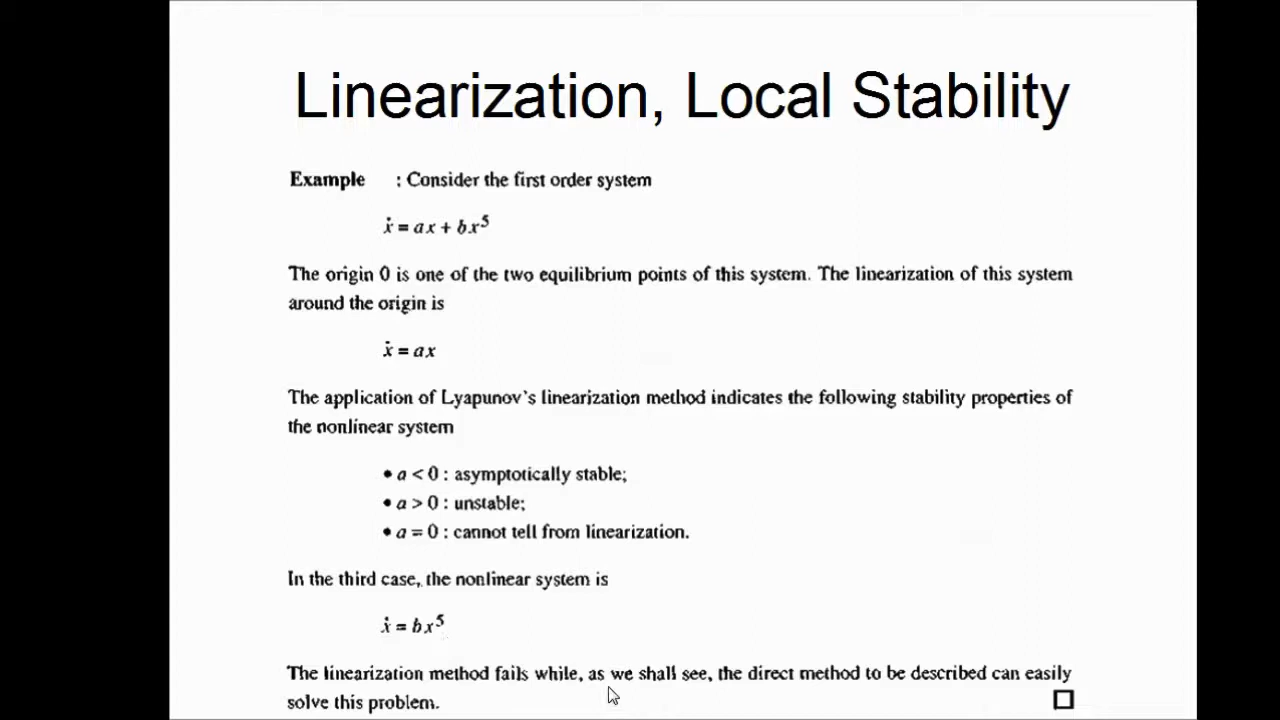 Linearization, Local Stability
Example : Consider the first order system
ẋ = ax + bx⁵
The origin 0 is one of the two equilibrium points of this system. The linearization of this system
around the origin is
ẋ = ax
The application of Lyapunov's linearization method indicates the following stability properties of
the nonlinear system
• a < 0 : asymptotically stable;
• a > 0 : unstable;
• a = 0 : cannot tell from linearization.
In the third case, the nonlinear system is
ẋ = bx⁵
The linearization method fails while, as we shall see, the direct method to be described can easily
solve this problem.